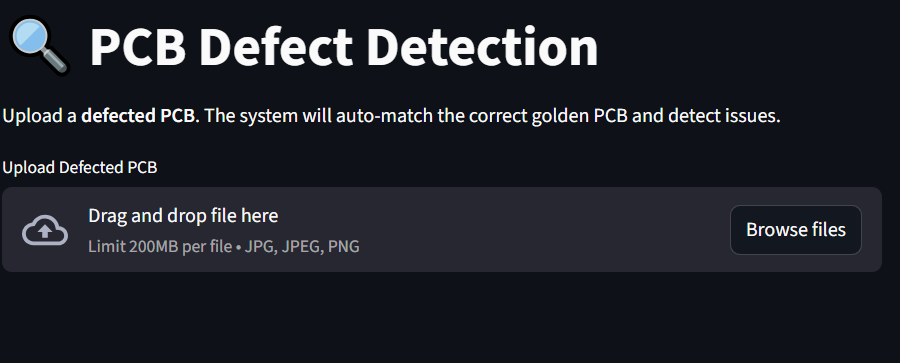 PCB Defect Detection
Upload a defected PCB. The system will auto-match the correct golden PCB and detect issues.
Upload Defected PCB
Drag and drop file here
Limit 200MB per file • JPG, JPEG, PNG
Browse files